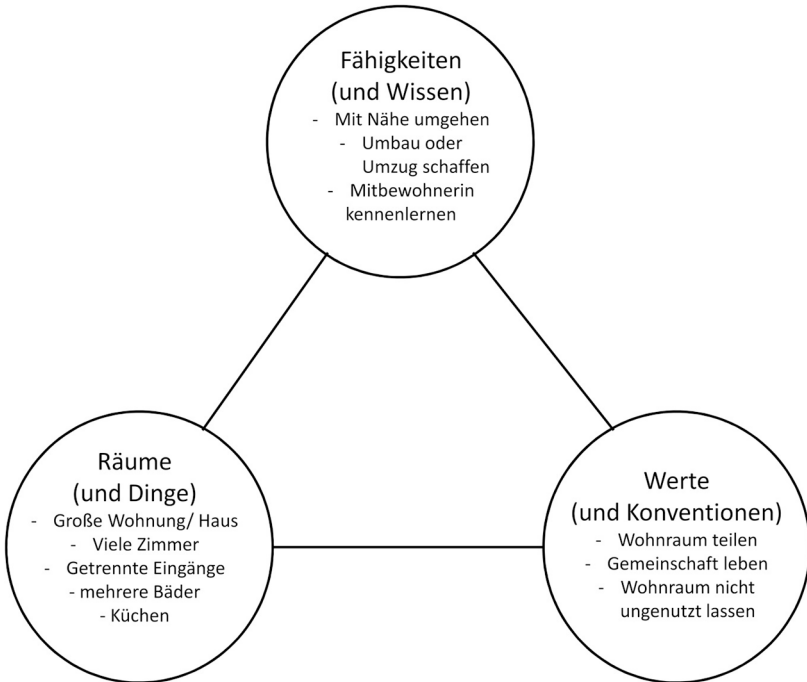 Fähigkeiten
(und Wissen)
- Mit Nähe umgehen
- Umbau oder
Umzug schaffen
- Mitbewohnerin
kennenlernen
Räume
(und Dinge)
- Große Wohnung/ Haus
- Viele Zimmer
- Getrennte Eingänge
- mehrere Bäder
- Küchen
Werte
(und Konventionen)
- Wohnraum teilen
- Gemeinschaft leben
- Wohnraum nicht
ungenutzt lassen